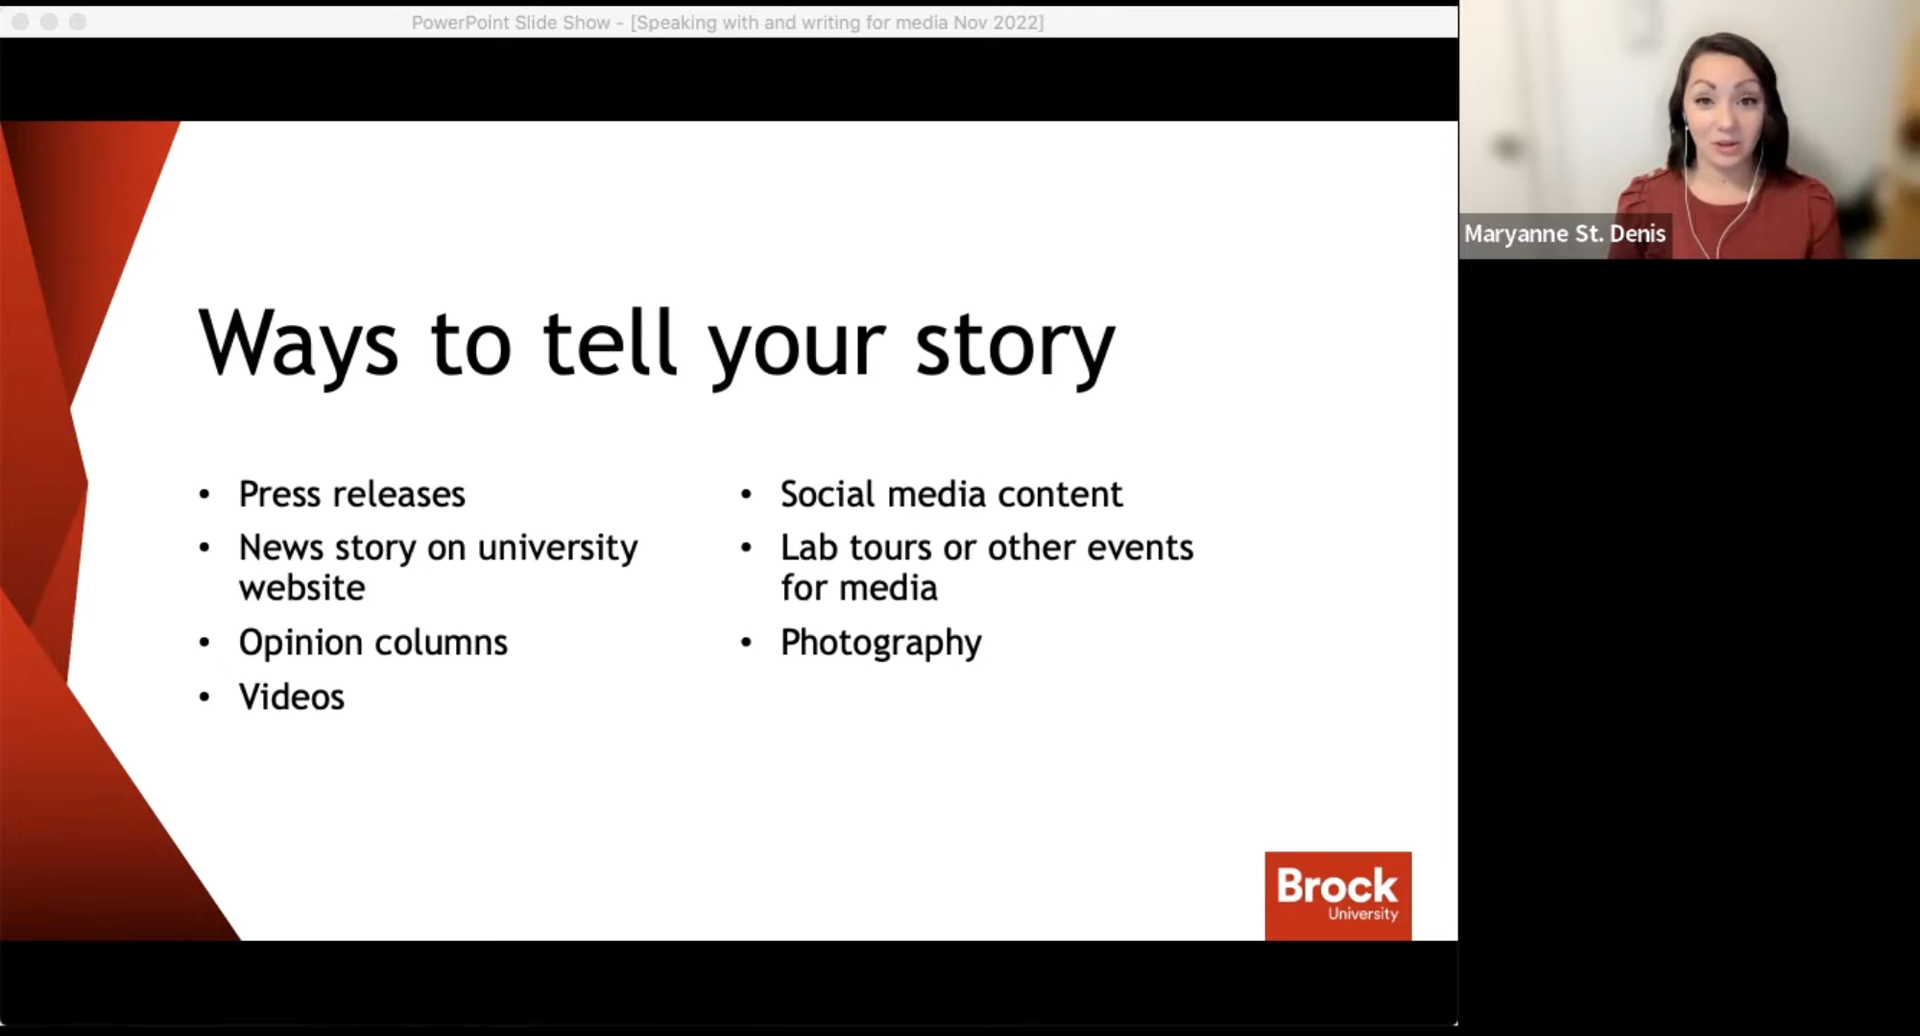 PowerPoint Slide Show - [Speaking with and writing for media Nov 2022]
Maryanne St. Denis
Ways to tell your story
• Press releases
• News story on university
website
• Opinion columns
• Videos
• Social media content
• Lab tours or other events
for media
• Photography
Brock
University